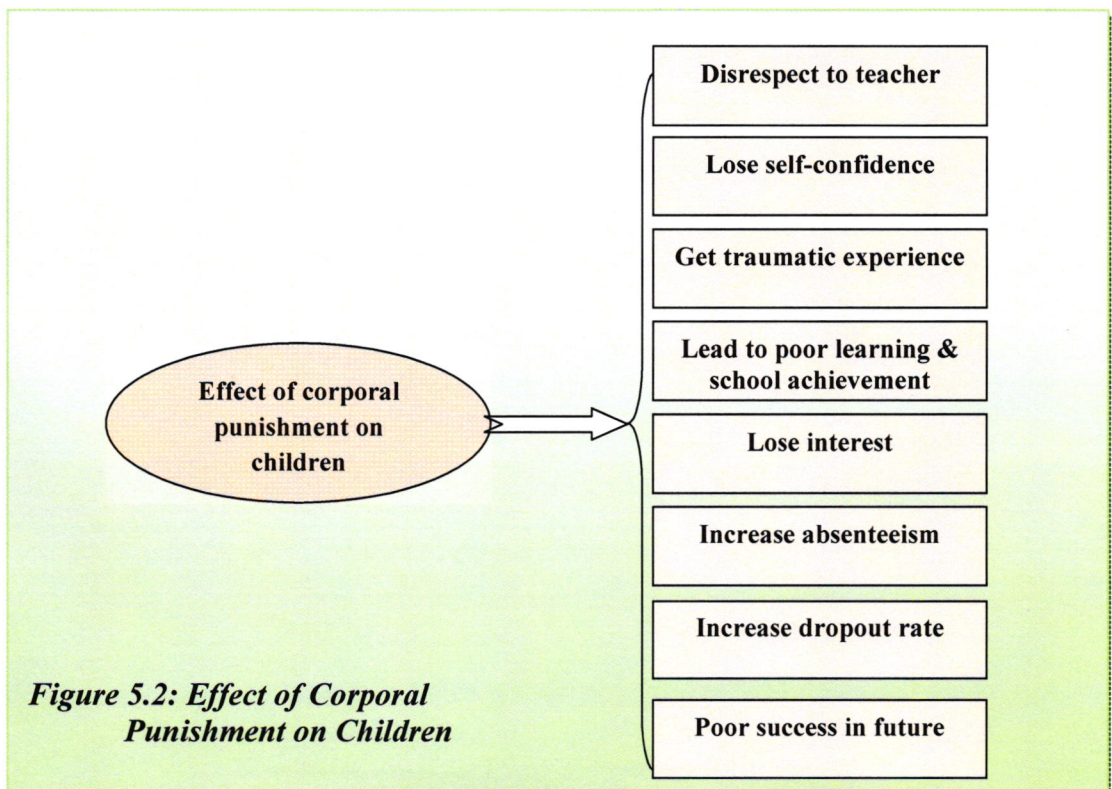 Disrespect to teacher
Lose self-confidence
Get traumatic experience
Lead to poor learning &
school achievement
Effect of corporal
punishment on
children
Lose interest
Increase absenteeism
Increase dropout rate
Poor success in future
Figure 5.2: Effect of Corporal
Punishment on Children